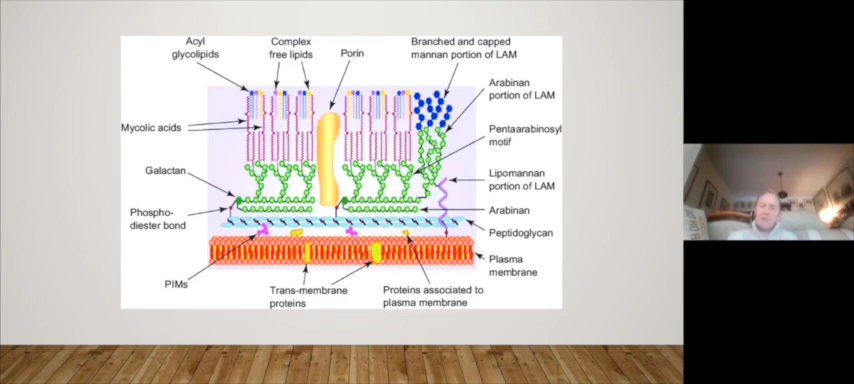 Acyl
glycolipids
Complex
free lipids
Porin
Branched and capped
mannan portion of LAM
Arabinan
portion of LAM
Mycolic acids
Pentaarabinosyl
motif
Galactan
Lipomannan
portion of LAM
Phospho-
diester bond
Arabinan
Peptidoglycan
Plasma
membrane
PIMs
Trans-membrane
proteins
Proteins associated to
plasma membrane